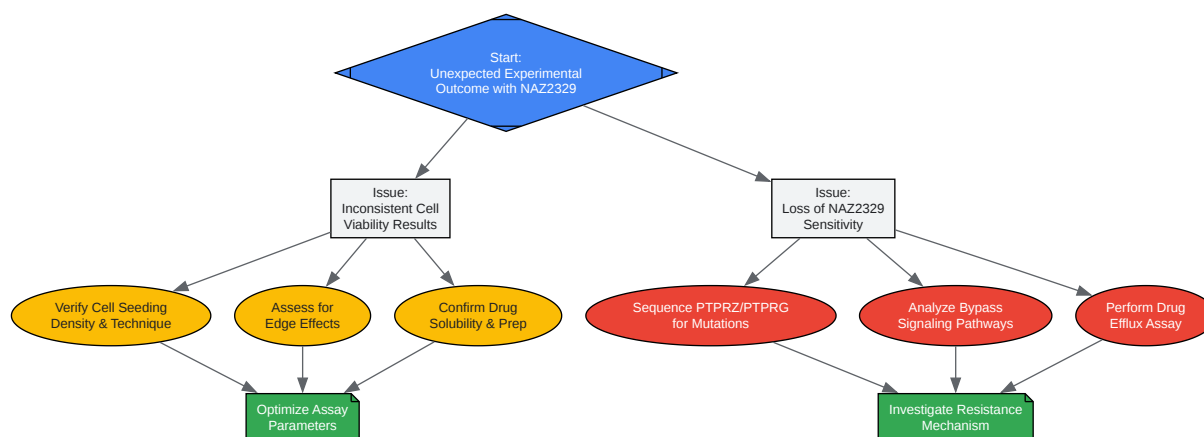 Start:
Unexpected Experimental
Outcome with NAZ2329
Issue:
Inconsistent Cell
Viability Results
Issue:
Loss of NAZ2329
Sensitivity
Verify Cell Seeding
Density & Technique
Assess for
Edge Effects
Confirm Drug
Solubility & Prep
Sequence PTPRZ/PTPRG
for Mutations
Analyze Bypass
Signaling Pathways
Perform Drug
Efflux Assay
Optimize Assay
Parameters
Investigate Resistance
Mechanism